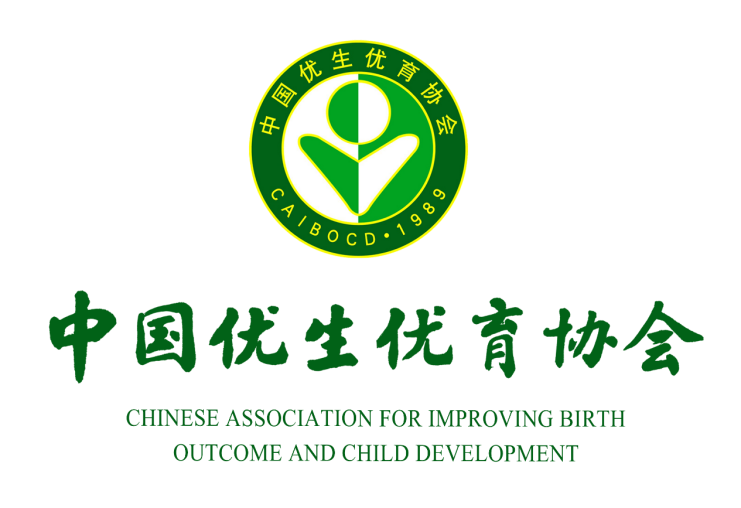 中国优生优育协会
CAIBOCD·1989
中国优生优育协会
CHINESE ASSOCIATION FOR IMPROVING BIRTH
OUTCOME AND CHILD DEVELOPMENT